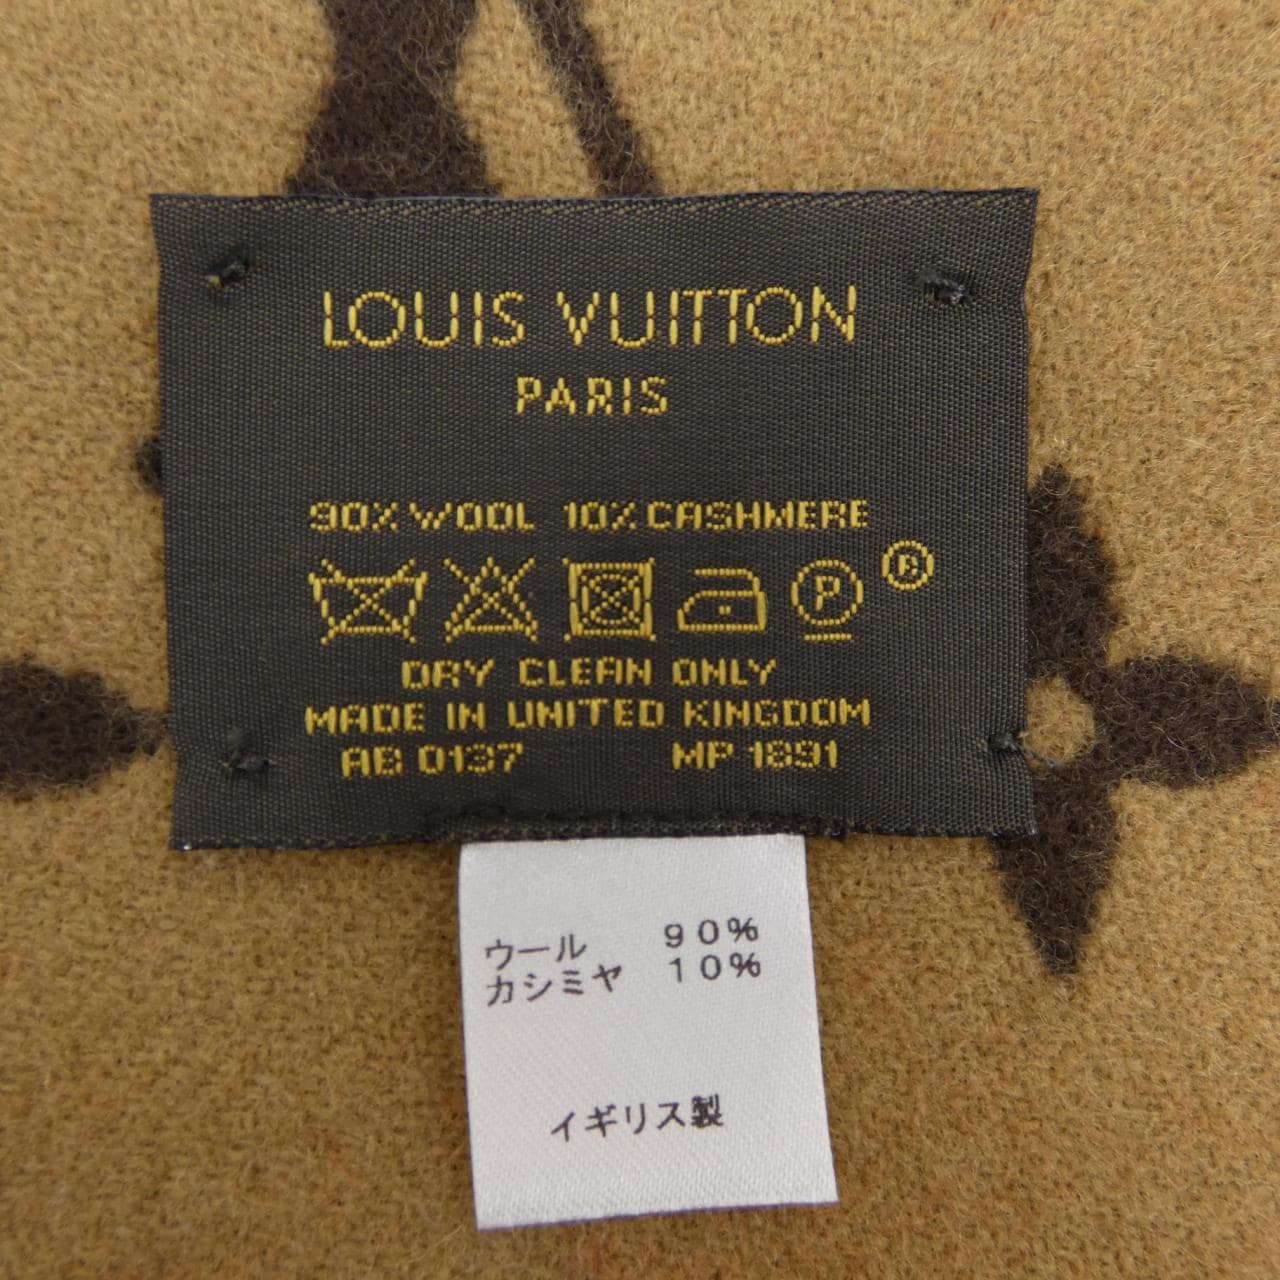 LOUIS VUITTON
PARIS
90% WOOL 10% CASHMERE
P ®
DRY CLEAN ONLY
MADE IN UNITED KINGDOM
AB 0137 MP 1891
ウール 90%
カシミヤ 10%
イギリス製